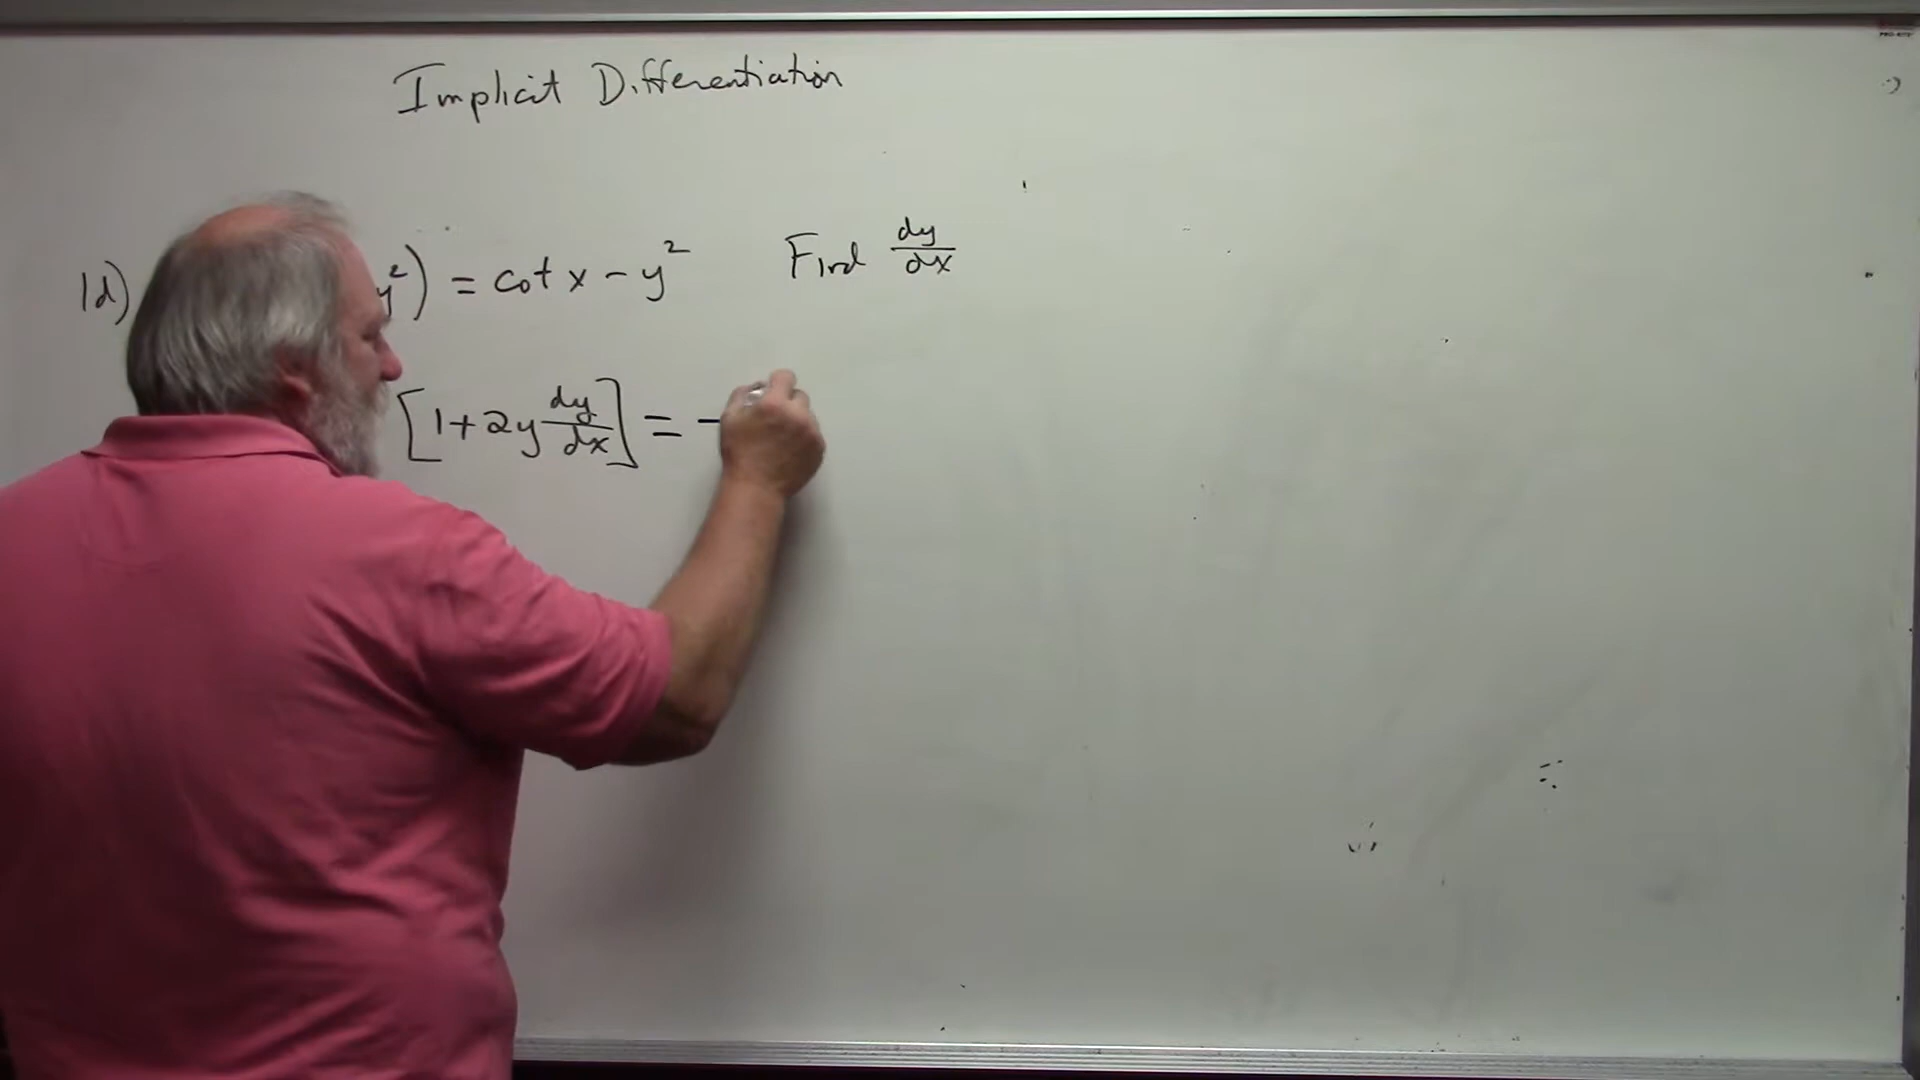 Implicit Differentiation
1d) y²) = cot x - y² Find dy/dx
[1+2y dy/dx] = -